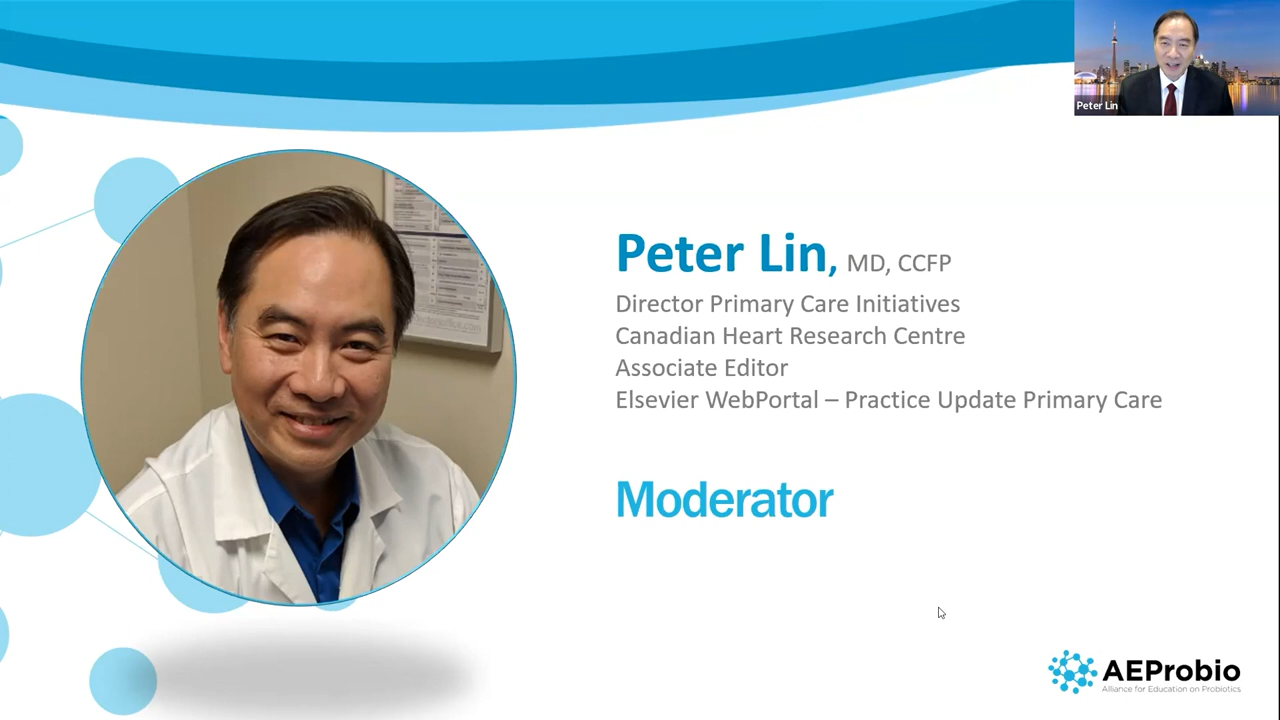 Peter Lin
Peter Lin, MD, CCFP
Director Primary Care Initiatives
Canadian Heart Research Centre
Associate Editor
Elsevier WebPortal – Practice Update Primary Care
Moderator
AEProbio
Alliance for Education on Probiotics